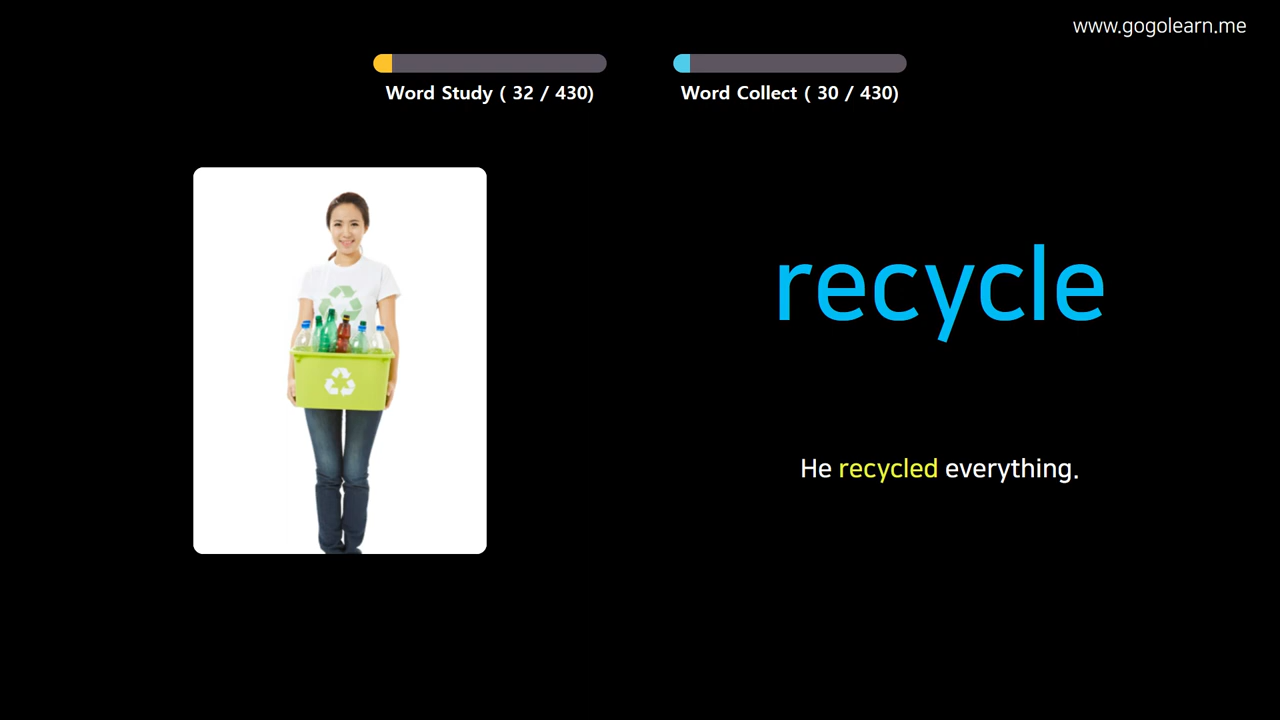 www.gogolearn.me
Word Study ( 32 / 430)
Word Collect ( 30 / 430)
recycle
He recycled everything.